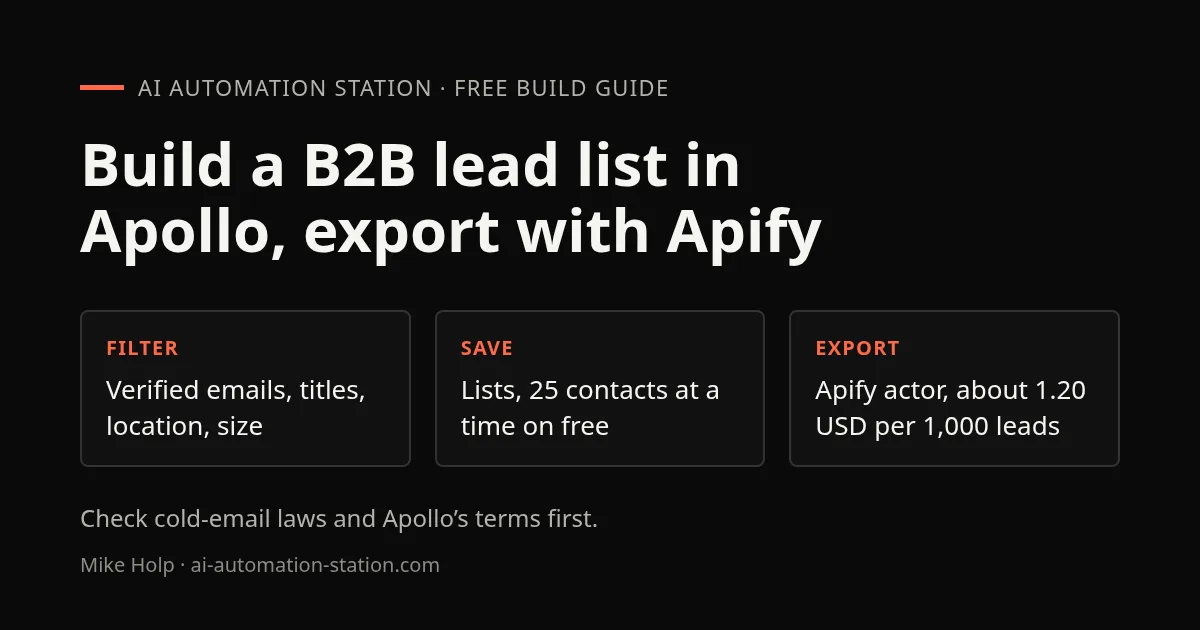 AI AUTOMATION STATION · FREE BUILD GUIDE
Build a B2B lead list in
Apollo, export with Apify
FILTER
Verified emails, titles,
location, size
SAVE
Lists, 25 contacts at a
time on free
EXPORT
Apify actor, about 1.20
USD per 1,000 leads
Check cold-email laws and Apollo’s terms first.
Mike Holp · ai-automation-station.com